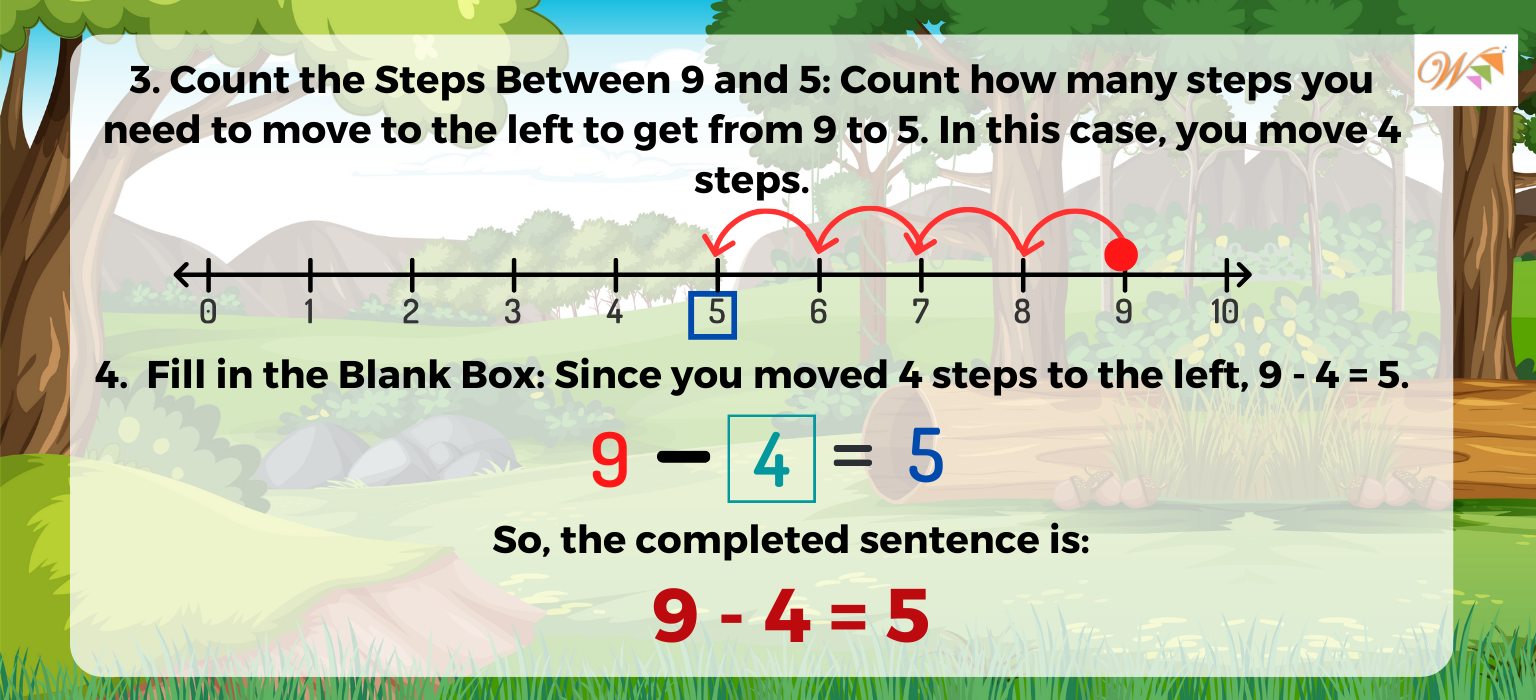 3. Count the Steps Between 9 and 5: Count how many steps you
need to move to the left to get from 9 to 5. In this case, you move 4
steps.
0 1 2 3 4 5 6 7 8 9 10
4. Fill in the Blank Box: Since you moved 4 steps to the left, 9 - 4 = 5.
9 − 4 = 5
So, the completed sentence is:
9 - 4 = 5
W